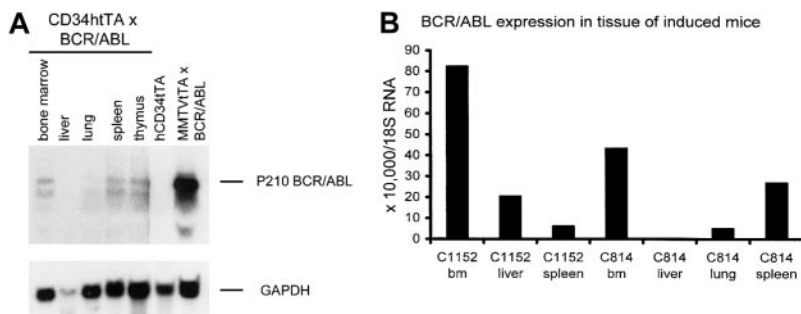 A
CD34htTA x
BCR/ABL
bone marrow
liver
lung
spleen
thymus
hCD34tTA
MMTVtTA x
BCR/ABL
P210 BCR/ABL
GAPDH
B
BCR/ABL expression in tissue of induced mice
x 10,000/18S RNA
90
80
70
60
50
40
30
20
10
0
C1152 C1152 C1152 C814 C814 C814 C814
bm liver spleen bm liver lung spleen